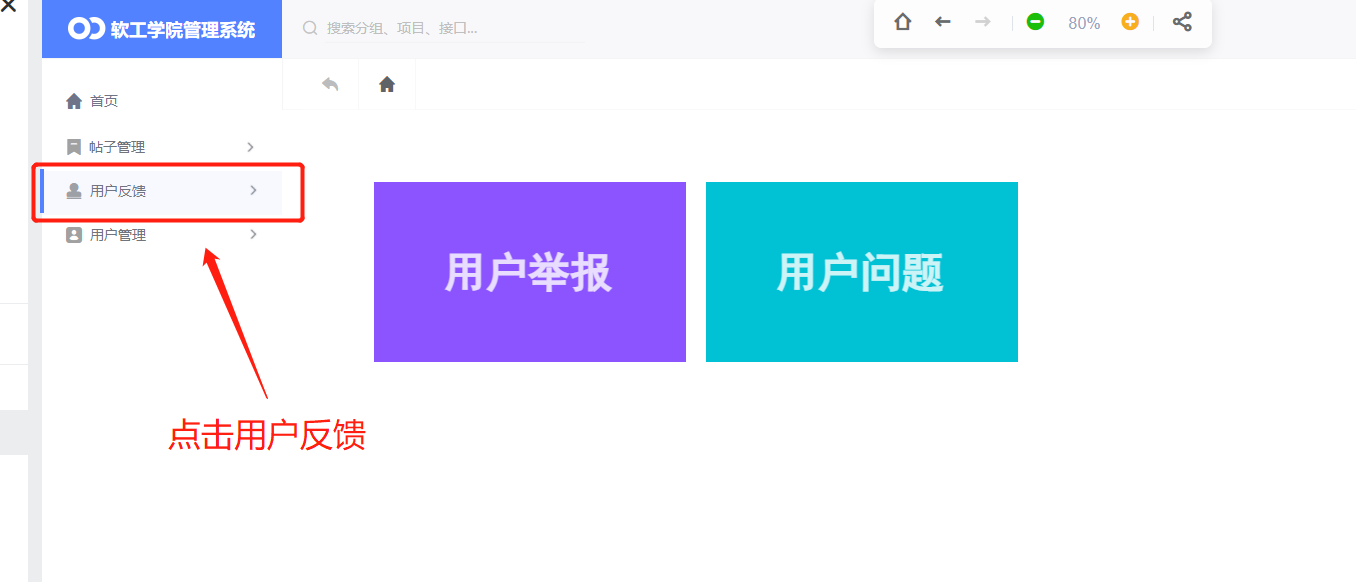 软工学院管理系统
搜索分组、项目、接口...
80%
首页
帖子管理
用户反馈
用户管理
用户举报
用户问题
点击用户反馈